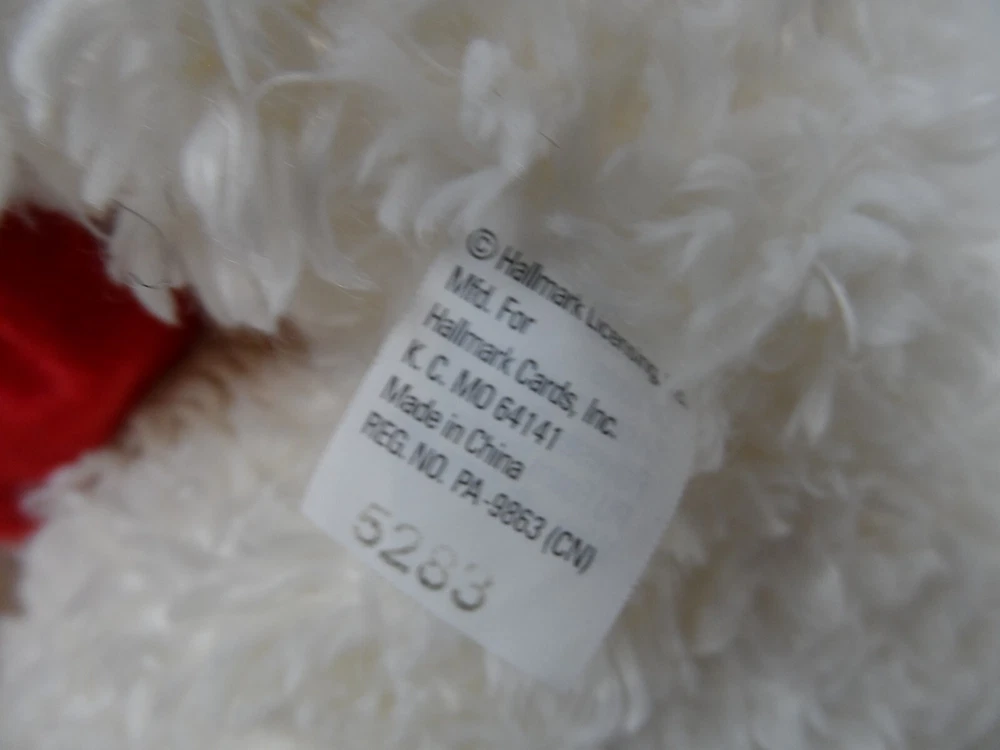 © Hallmark Licensing,
Mfd. For
Hallmark Cards, Inc.
K. C. MO 64141
Made in China
REG. NO. PA-9863 (CN)
5283